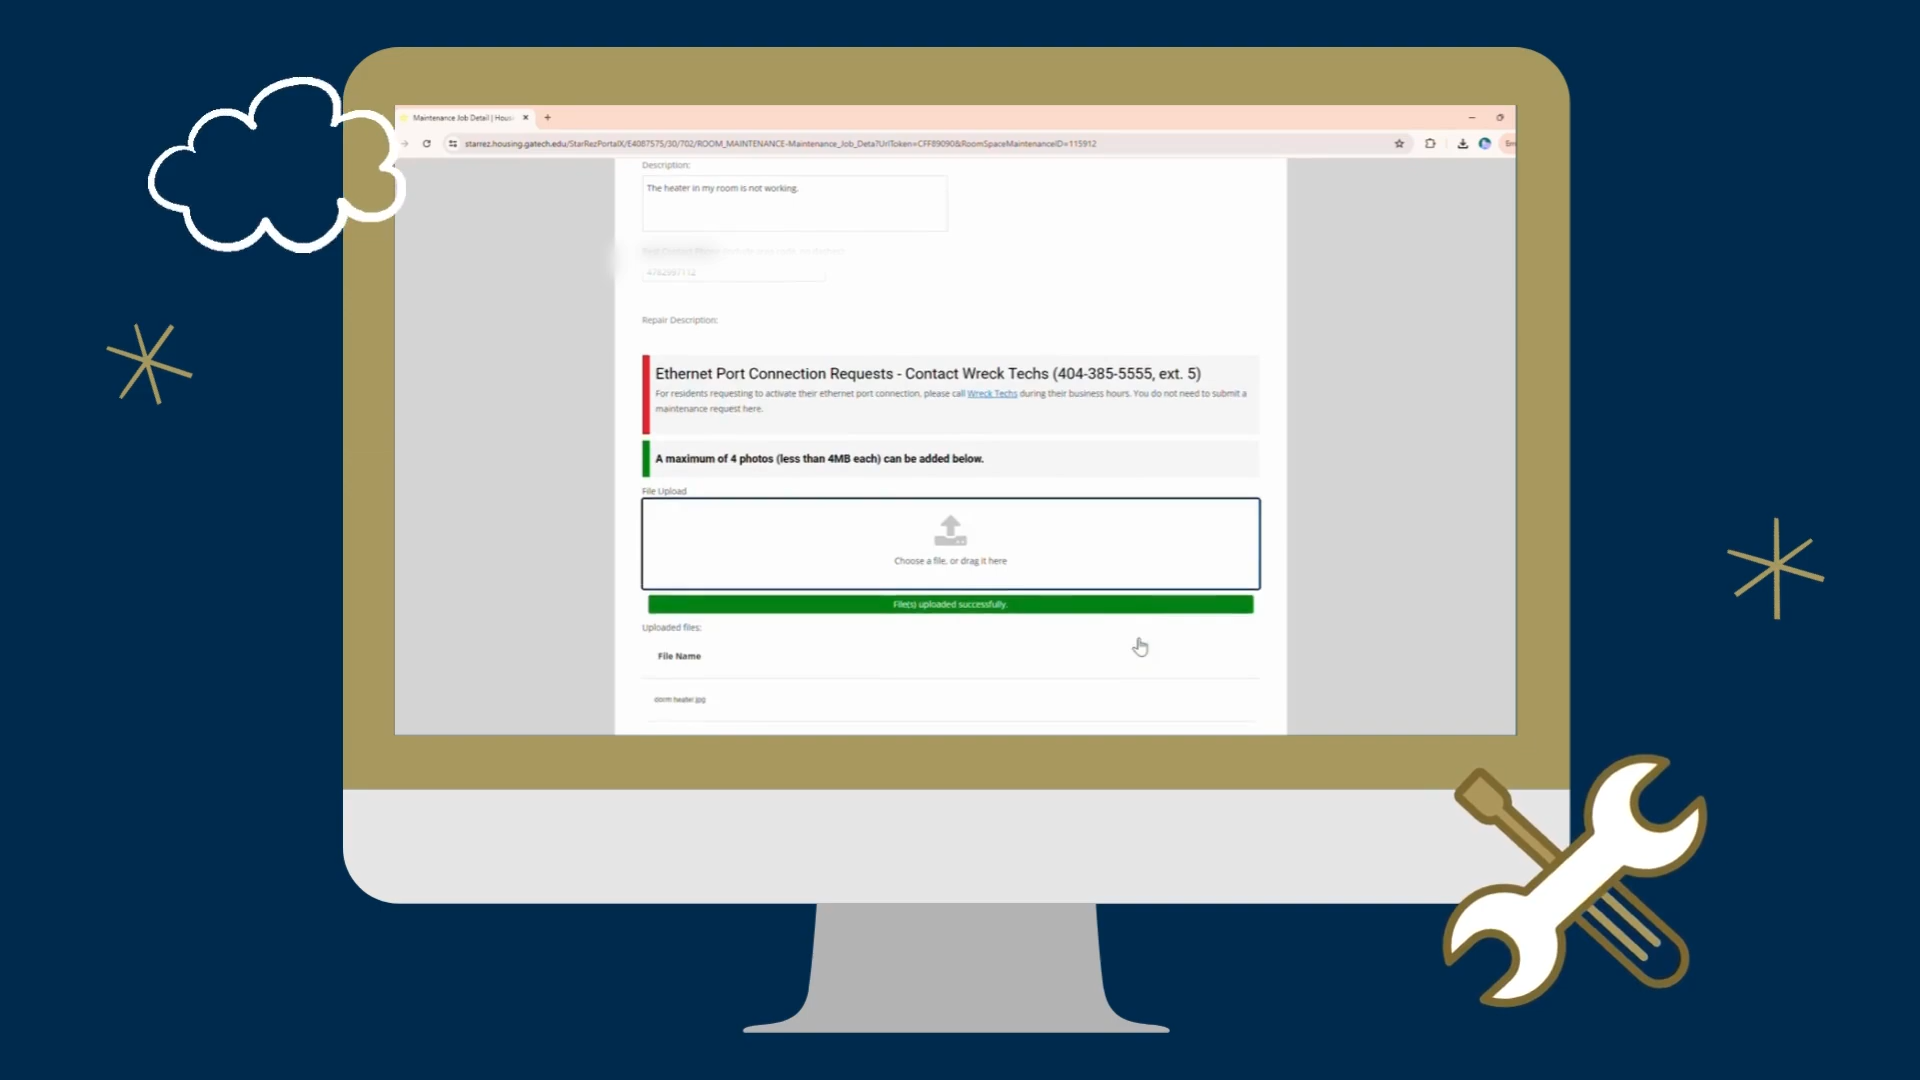 Maintenance Job Detail | Hous
starrez.housing.gatech.edu/StarRezPortalX/E4087575/30/702/ROOM_MAINTENANCE-Maintenance_Job_Deta?UrlToken=CFF89090&RoomSpaceMaintenanceID=115912
Description:
The heater in my room is not working.
Repair Description:
Ethernet Port Connection Requests - Contact Wreck Techs (404-385-5555, ext. 5)
For residents requesting to activate their ethernet port connection, please call Wreck Techs during their business hours. You do not need to submit a
maintenance request here.
A maximum of 4 photos (less than 4MB each) can be added below.
File Upload
Choose a file, or drag it here
File(s) uploaded successfully.
Uploaded files:
File Name
dorm heater.jpg